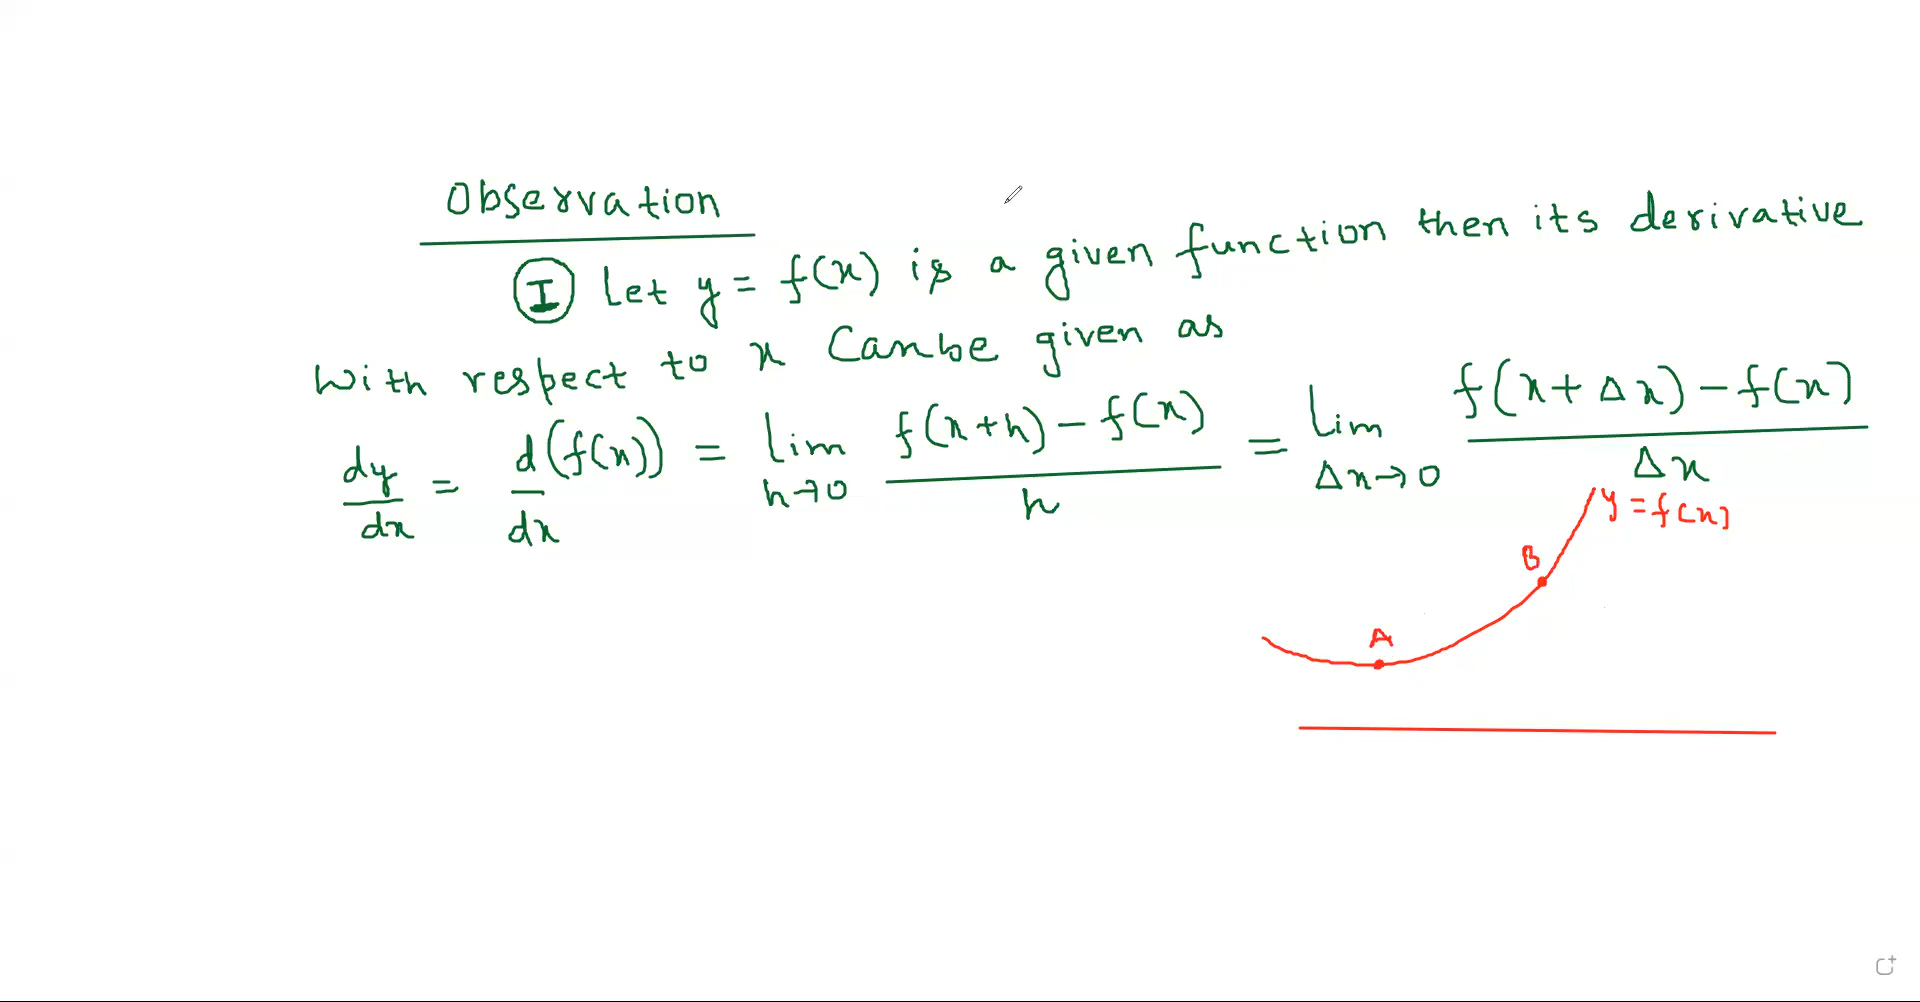 Observation
I Let y = f(x) is a given function then its derivative
With respect to x Can be given as
dy/dx = d/dx (f(x)) = lim h→0 f(x+h) - f(x) / h = lim Δx→0 f(x+Δx) - f(x) / Δx
y = f(x)
B
A